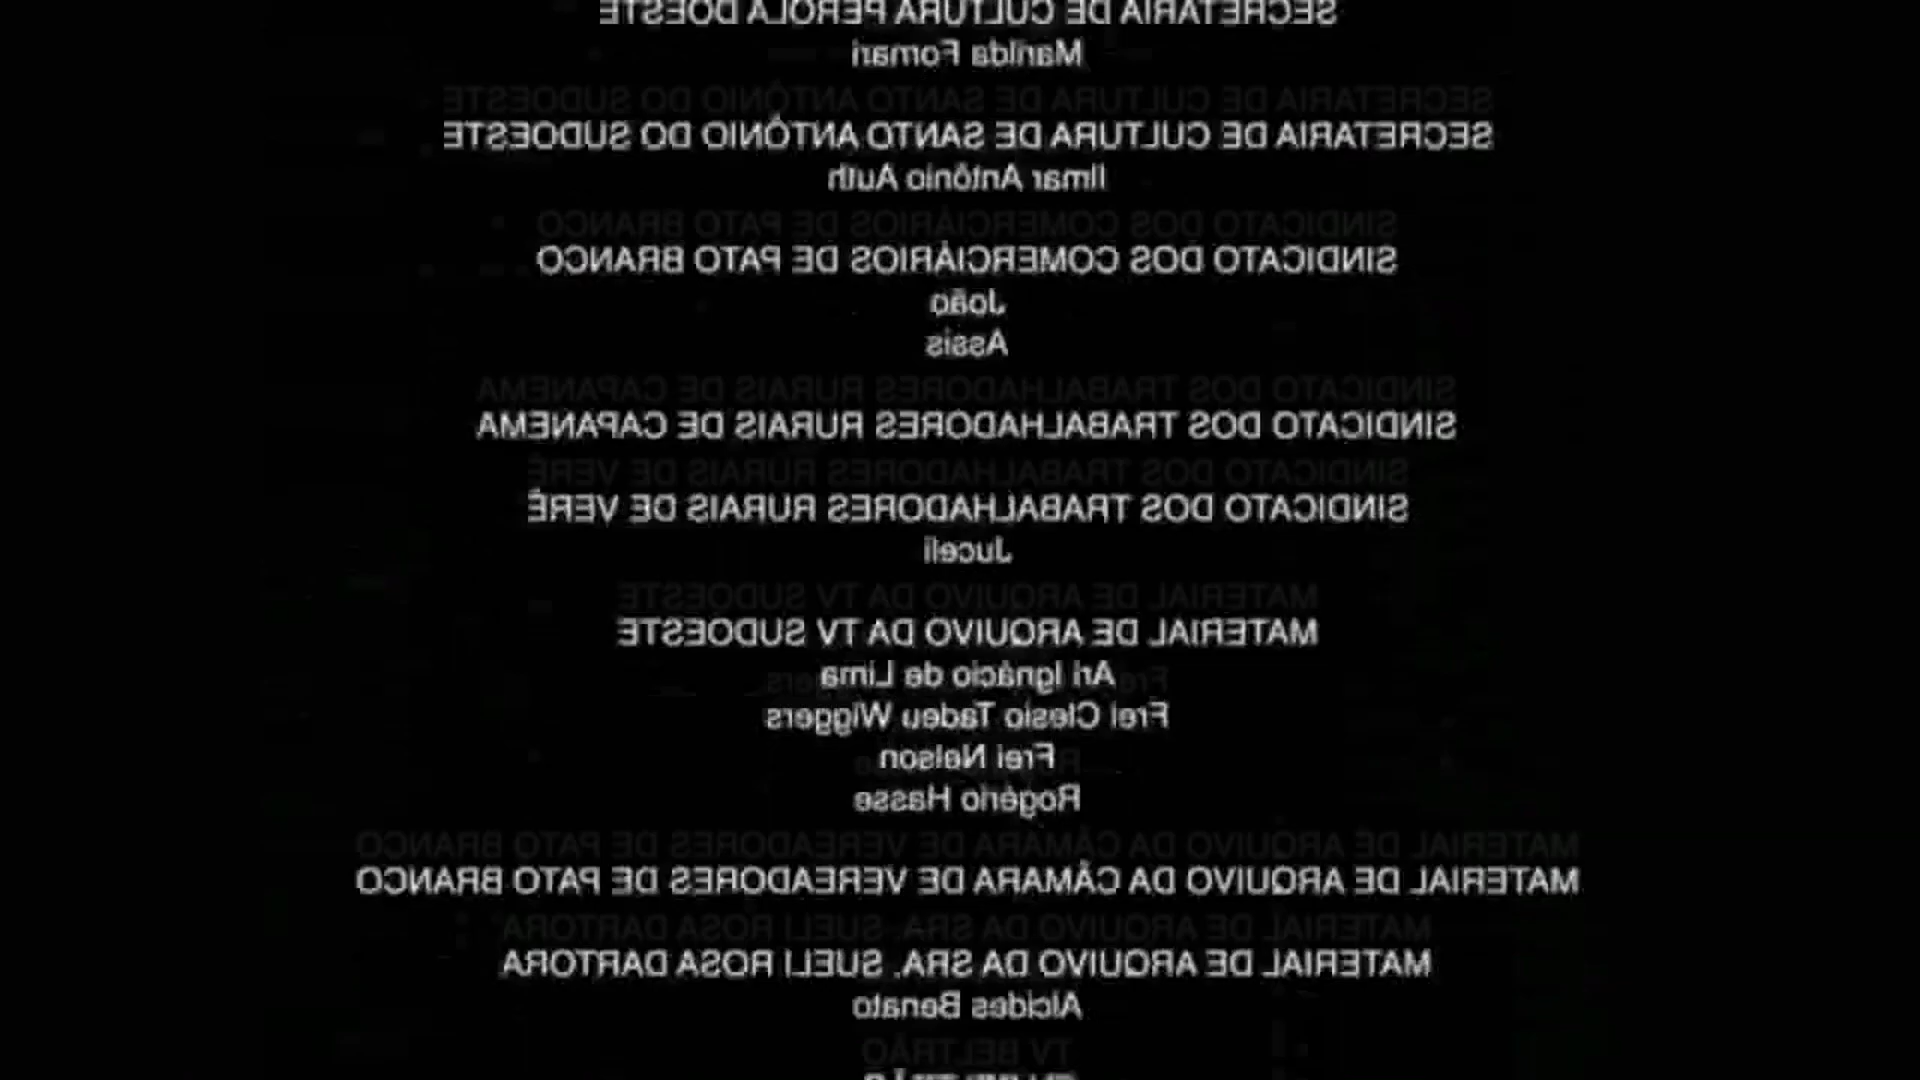 SECRETARIA DE CULTURA PÉROLA DOESTE
Marilda Fornari
SECRETARIA DE CULTURA DE SANTO ANTÔNIO DO SUDOESTE
Ilmar Antônio Auth
SINDICATO DOS COMERCIÁRIOS DE PATO BRANCO
João
Assis
SINDICATO DOS TRABALHADORES RURAIS DE CAPANEMA
SINDICATO DOS TRABALHADORES RURAIS DE VERÊ
Juceli
MATERIAL DE ARQUIVO DA TV SUDOESTE
Ari Ignácio de Lima
Frei Clesio Tadeu Wiggers
Frei Nelson
Rogério Hasse
MATERIAL DE ARQUIVO DA CÂMARA DE VEREADORES DE PATO BRANCO
MATERIAL DE ARQUIVO DA SRA. SUELI ROSA DARTORA
Alcides Benato
TV BELTRÃO